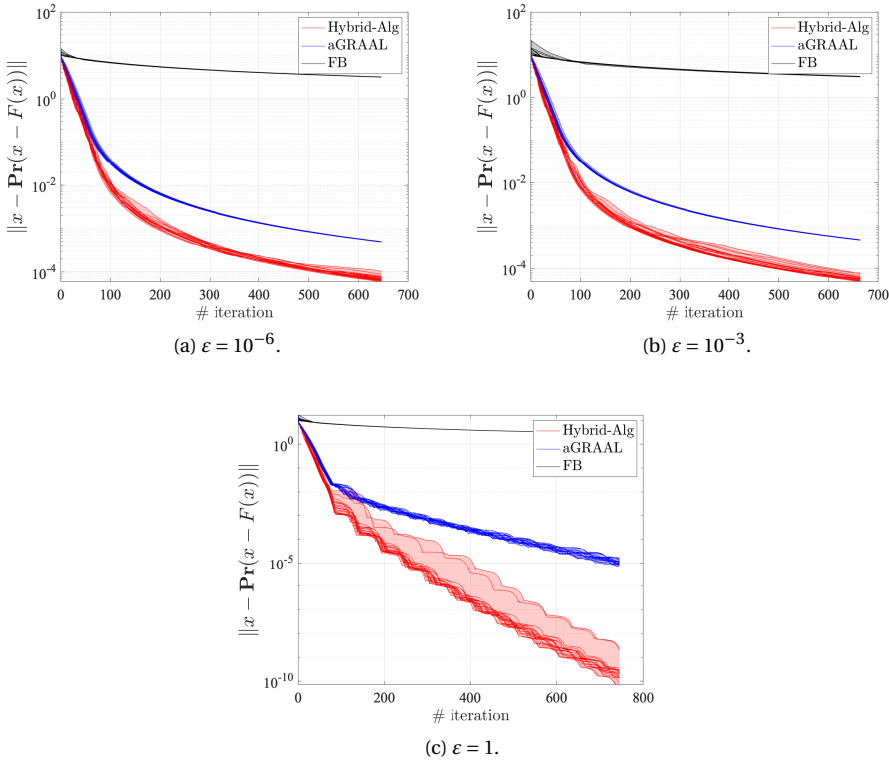 10^2
10^0
10^-2
10^-4
‖x − Pr(x − F(x))‖
Hybrid-Alg
aGRAAL
FB
0 100 200 300 400 500 600 700
# iteration
(a) ε = 10^−6.
10^2
10^0
10^-2
10^-4
‖x − Pr(x − F(x))‖
Hybrid-Alg
aGRAAL
FB
0 100 200 300 400 500 600 700
# iteration
(b) ε = 10^−3.
10^0
10^-5
10^-10
‖x − Pr(x − F(x))‖
Hybrid-Alg
aGRAAL
FB
0 200 400 600 800
# iteration
(c) ε = 1.